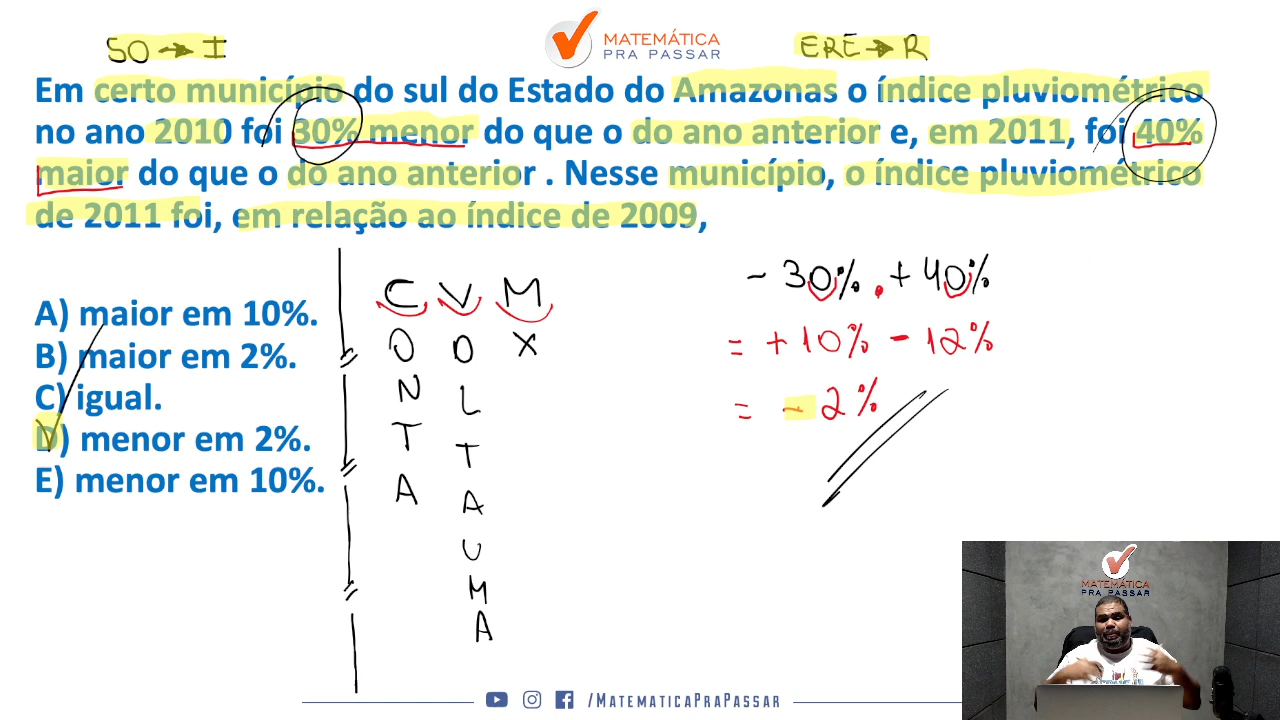 SO → I
MATEMÁTICA
PRA PASSAR
ERE → R
Em certo município do sul do Estado do Amazonas o índice pluviométrico
no ano 2010 foi 30% menor do que o do ano anterior e, em 2011, foi 40%
maior do que o do ano anterior . Nesse município, o índice pluviométrico
de 2011 foi, em relação ao índice de 2009,
A) maior em 10%.
B) maior em 2%.
C) igual.
D) menor em 2%.
E) menor em 10%.
C V M
O O X
N L
T T
A A
U
M
A
- 30% . + 40%
= + 10% - 12%
= - 2%
MATEMÁTICA
PRA PASSAR
/MATEMATICAPRAPASSAR